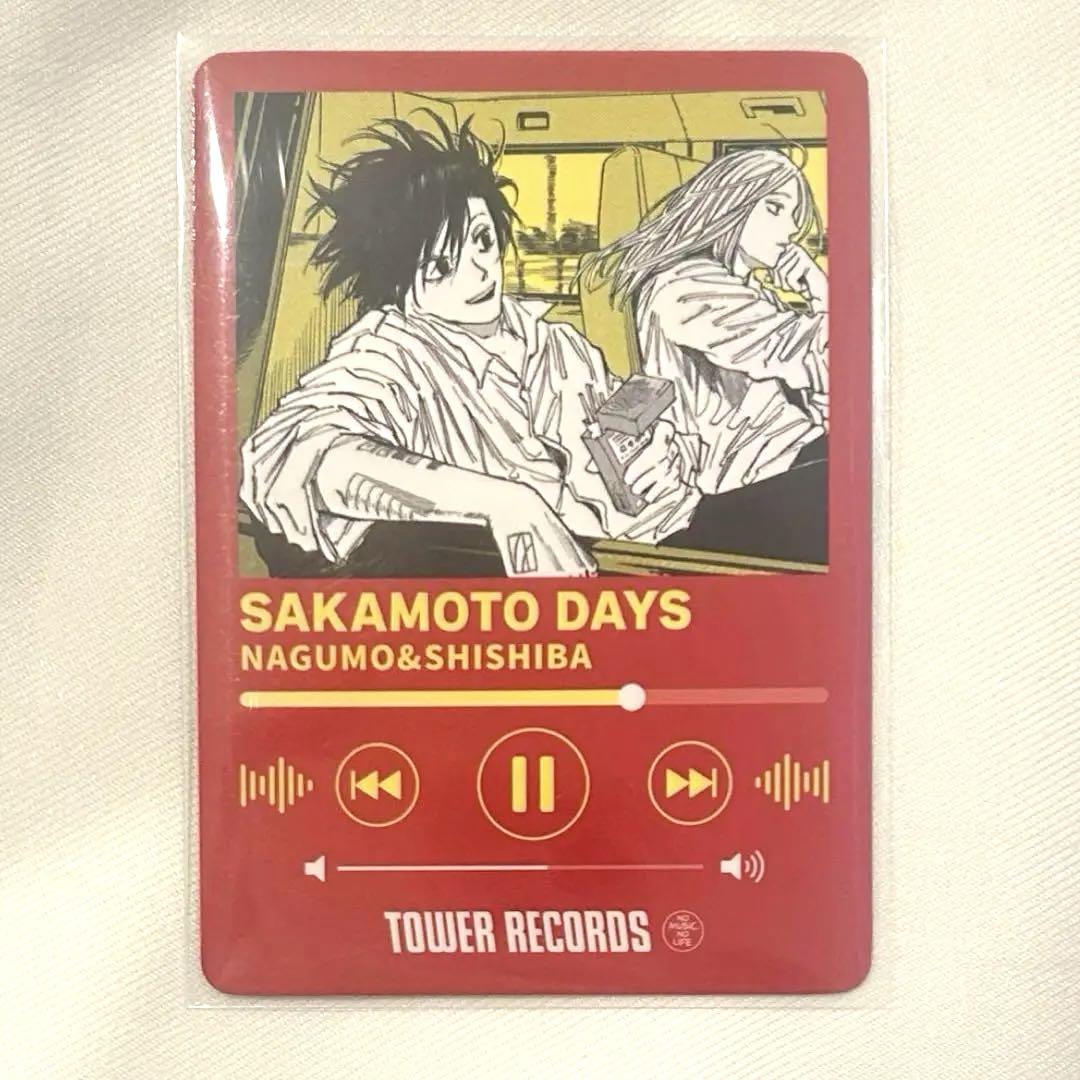 SAKAMOTO DAYS
NAGUMO&SHISHIBA
TOWER RECORDS
NO
MUSIC,
NO
LIFE